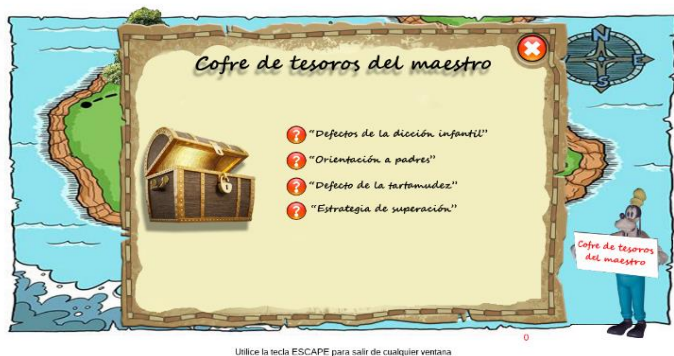 Cofre de tesoros del maestro
N
E
S
"Defectos de la dicción infantil"
"Orientación a padres"
"Defecto de la tartamudez"
"Estrategia de superación"
Cofre de tesoros
del maestro
0
Utilice la tecla ESCAPE para salir de cualquier ventana